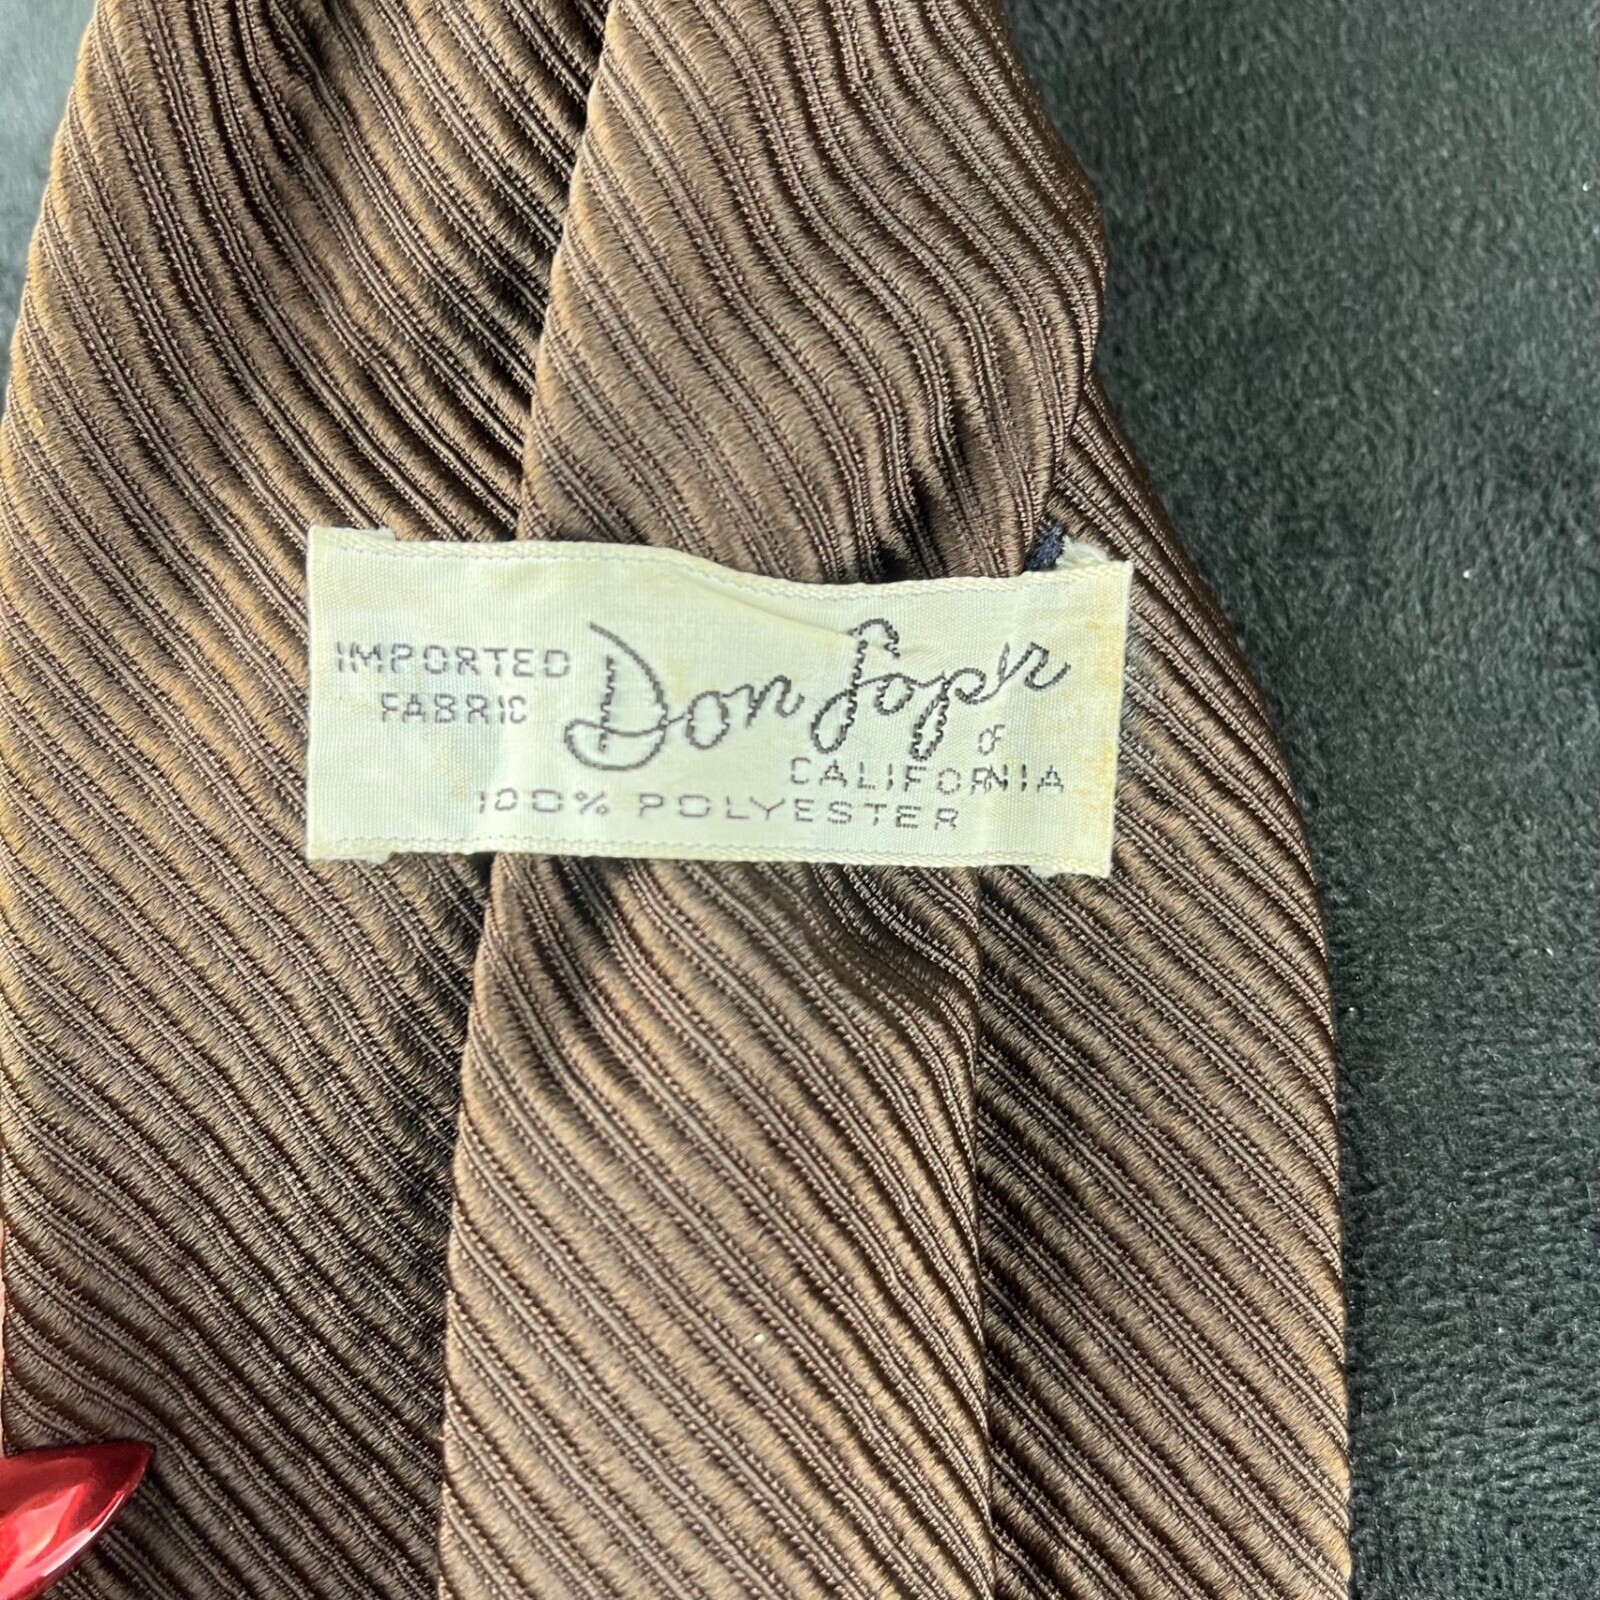 IMPORTED
FABRIC
Don Loper
OF
CALIFORNIA
100% POLYESTER